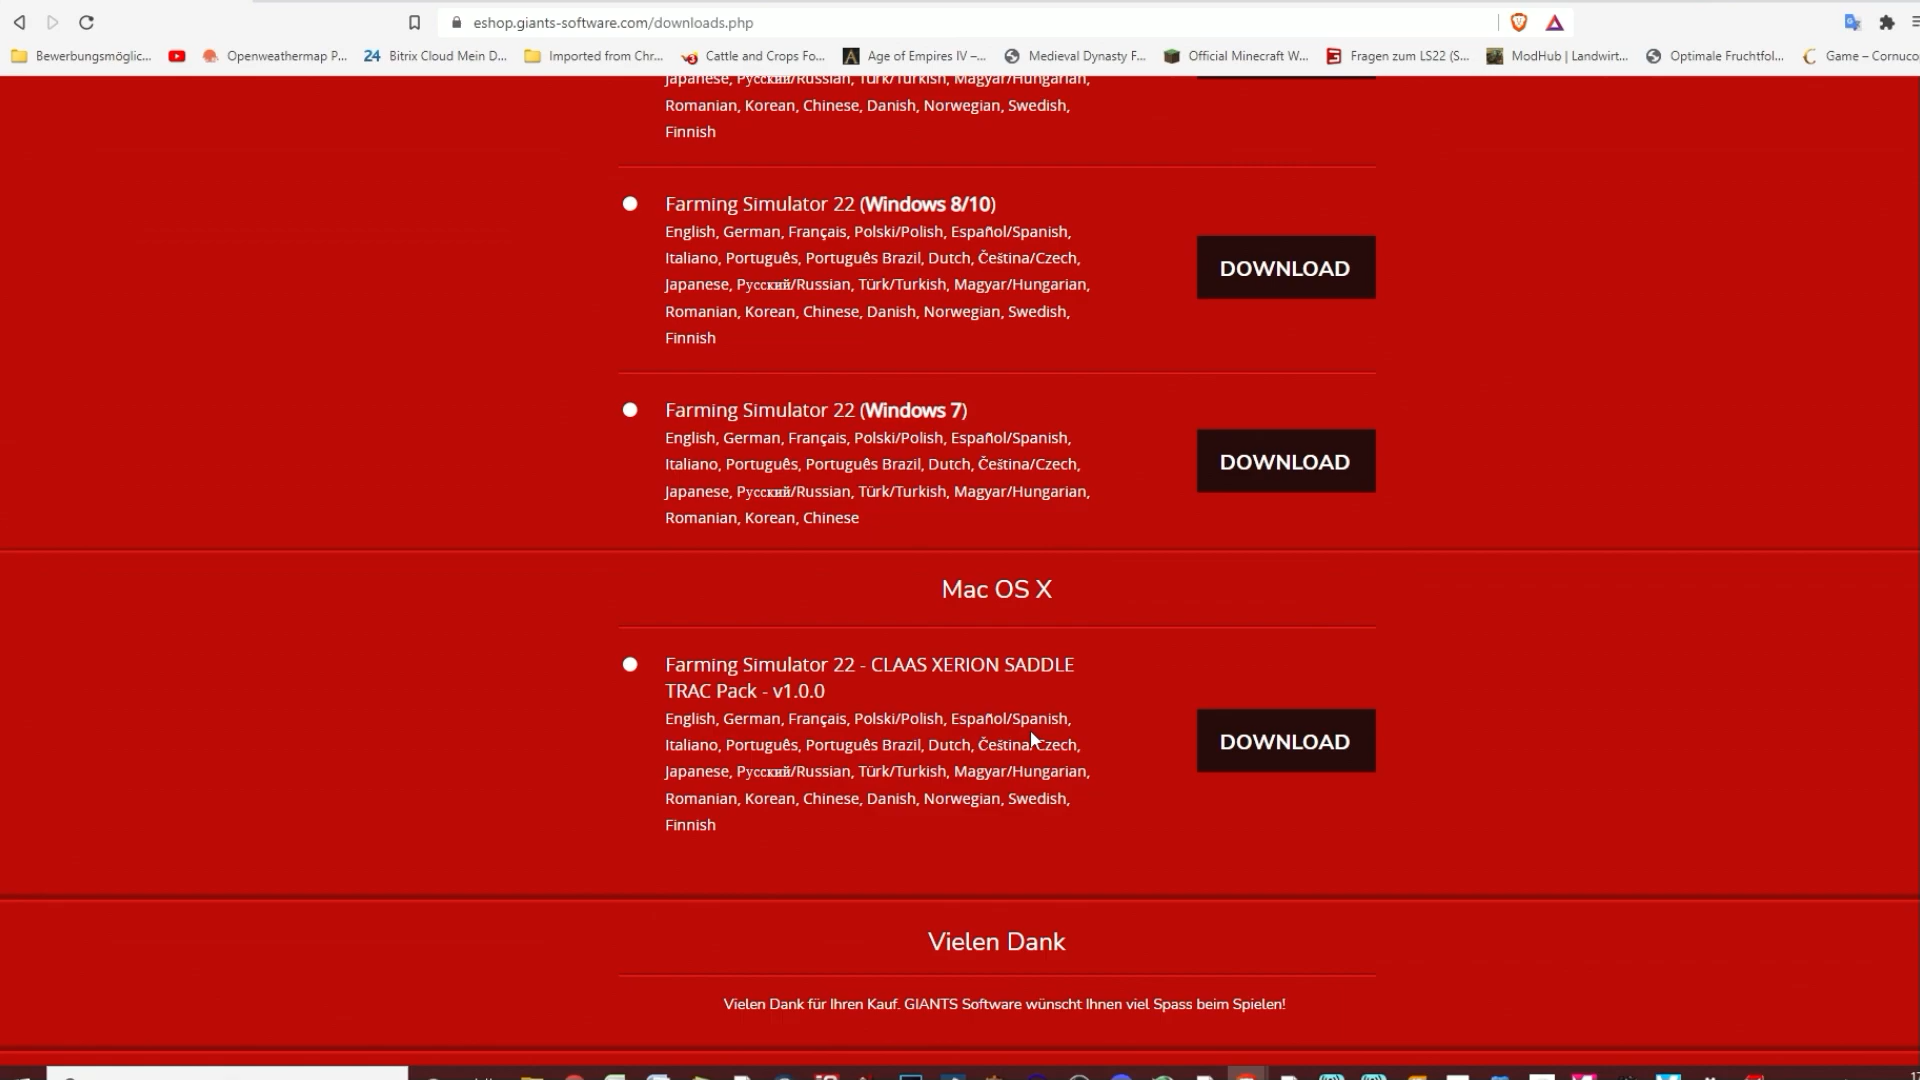 eshop.giants-software.com/downloads.php
Bewerbungsmöglic... Openweathermap P... 24 Bitrix Cloud Mein D... Imported from Chr... Cattle and Crops Fo... Age of Empires IV –... Medieval Dynasty F... Official Minecraft W... Fragen zum LS22 (S... ModHub | Landwirt... Optimale Fruchtfol... Game – Cornuco
Japanese, Русский/Russian, Türk/Turkish, Magyar/Hungarian,
Romanian, Korean, Chinese, Danish, Norwegian, Swedish,
Finnish
Farming Simulator 22 (Windows 8/10)
English, German, Français, Polski/Polish, Español/Spanish,
Italiano, Português, Português Brazil, Dutch, Čeština/Czech,
Japanese, Русский/Russian, Türk/Turkish, Magyar/Hungarian,
Romanian, Korean, Chinese, Danish, Norwegian, Swedish,
Finnish
DOWNLOAD
Farming Simulator 22 (Windows 7)
English, German, Français, Polski/Polish, Español/Spanish,
Italiano, Português, Português Brazil, Dutch, Čeština/Czech,
Japanese, Русский/Russian, Türk/Turkish, Magyar/Hungarian,
Romanian, Korean, Chinese
DOWNLOAD
Mac OS X
Farming Simulator 22 - CLAAS XERION SADDLE
TRAC Pack - v1.0.0
English, German, Français, Polski/Polish, Español/Spanish,
Italiano, Português, Português Brazil, Dutch, Čeština/Czech,
Japanese, Русский/Russian, Türk/Turkish, Magyar/Hungarian,
Romanian, Korean, Chinese, Danish, Norwegian, Swedish,
Finnish
DOWNLOAD
Vielen Dank
Vielen Dank für Ihren Kauf. GIANTS Software wünscht Ihnen viel Spass beim Spielen!